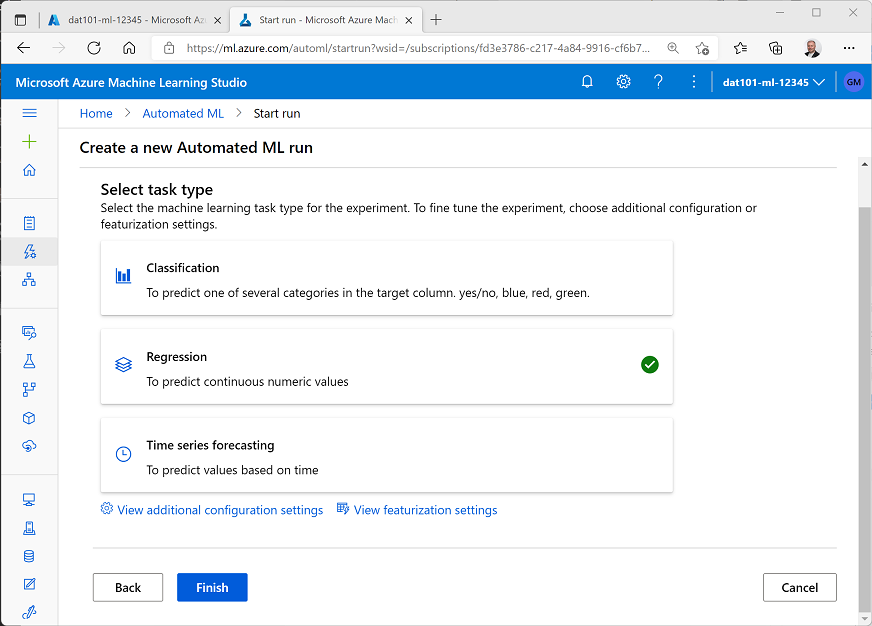 dat101-ml-12345 - Microsoft Az
Start run - Microsoft Azure Mach
https://ml.azure.com/automl/startrun?wsid=/subscriptions/fd3e3786-c217-4a84-9916-cf6b7...
Microsoft Azure Machine Learning Studio
dat101-ml-12345
GM
Home > Automated ML > Start run
Create a new Automated ML run
Select task type
Select the machine learning task type for the experiment. To fine tune the experiment, choose additional configuration or
featurization settings.
Classification
To predict one of several categories in the target column. yes/no, blue, red, green.
Regression
To predict continuous numeric values
Time series forecasting
To predict values based on time
View additional configuration settings
View featurization settings
Back
Finish
Cancel